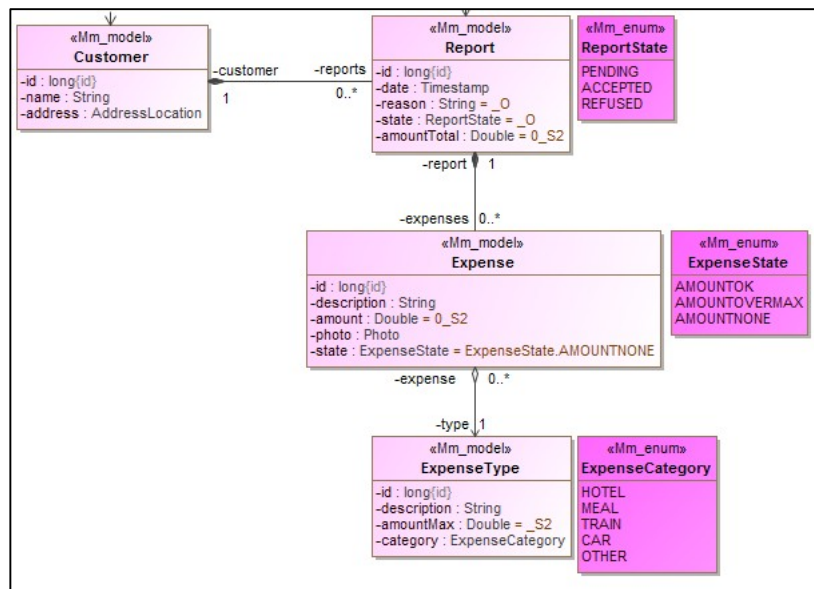 «Mm_model»
Customer
-id : long{id}
-name : String
-address : AddressLocation
-customer
1
-reports
0..*
«Mm_model»
Report
-id : long{id}
-date : Timestamp
-reason : String = _O
-state : ReportState = _O
-amountTotal : Double = 0_S2
«Mm_enum»
ReportState
PENDING
ACCEPTED
REFUSED
-report
1
-expenses
0..*
«Mm_model»
Expense
-id : long{id}
-description : String
-amount : Double = 0_S2
-photo : Photo
-state : ExpenseState = ExpenseState.AMOUNTNONE
«Mm_enum»
ExpenseState
AMOUNTOK
AMOUNTOVERMAX
AMOUNTNONE
-expense
0..*
-type
1
«Mm_model»
ExpenseType
-id : long{id}
-description : String
-amountMax : Double = _S2
-category : ExpenseCategory
«Mm_enum»
ExpenseCategory
HOTEL
MEAL
TRAIN
CAR
OTHER